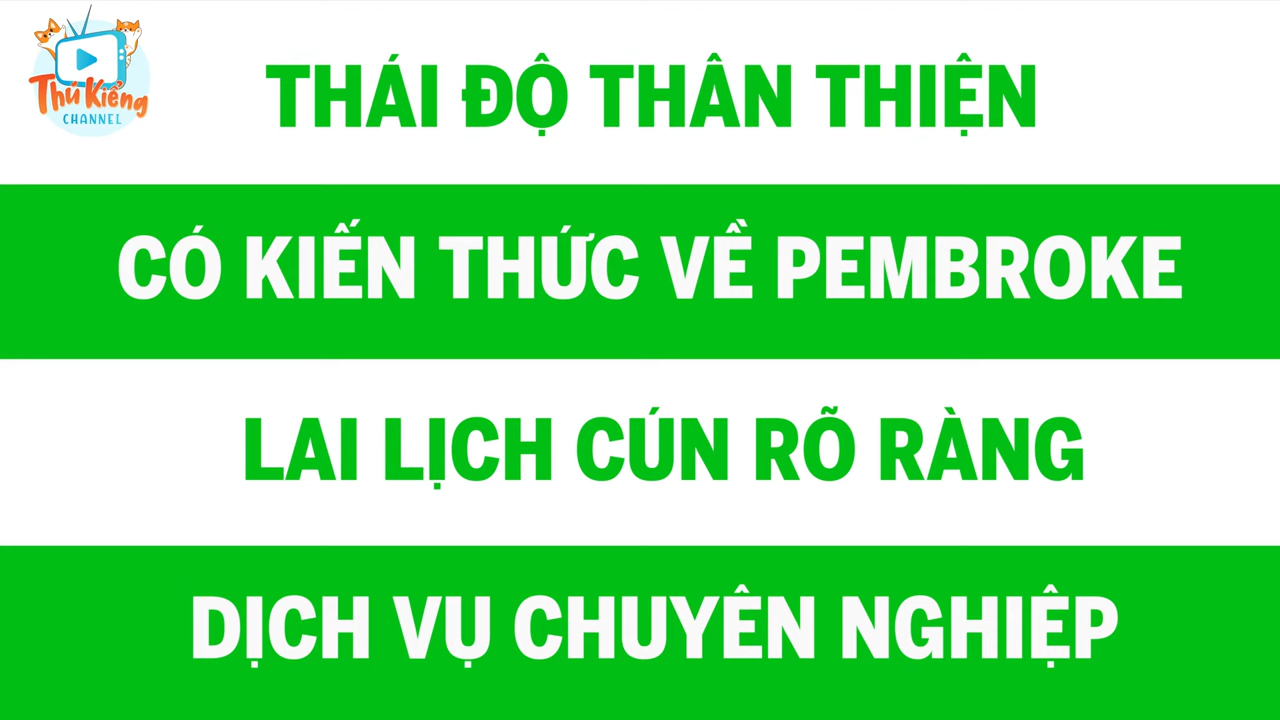 Thú Kiểng
CHANNEL
THÁI ĐỘ THÂN THIỆN
CÓ KIẾN THỨC VỀ PEMBROKE
LAI LỊCH CÚN RÕ RÀNG
DỊCH VỤ CHUYÊN NGHIỆP